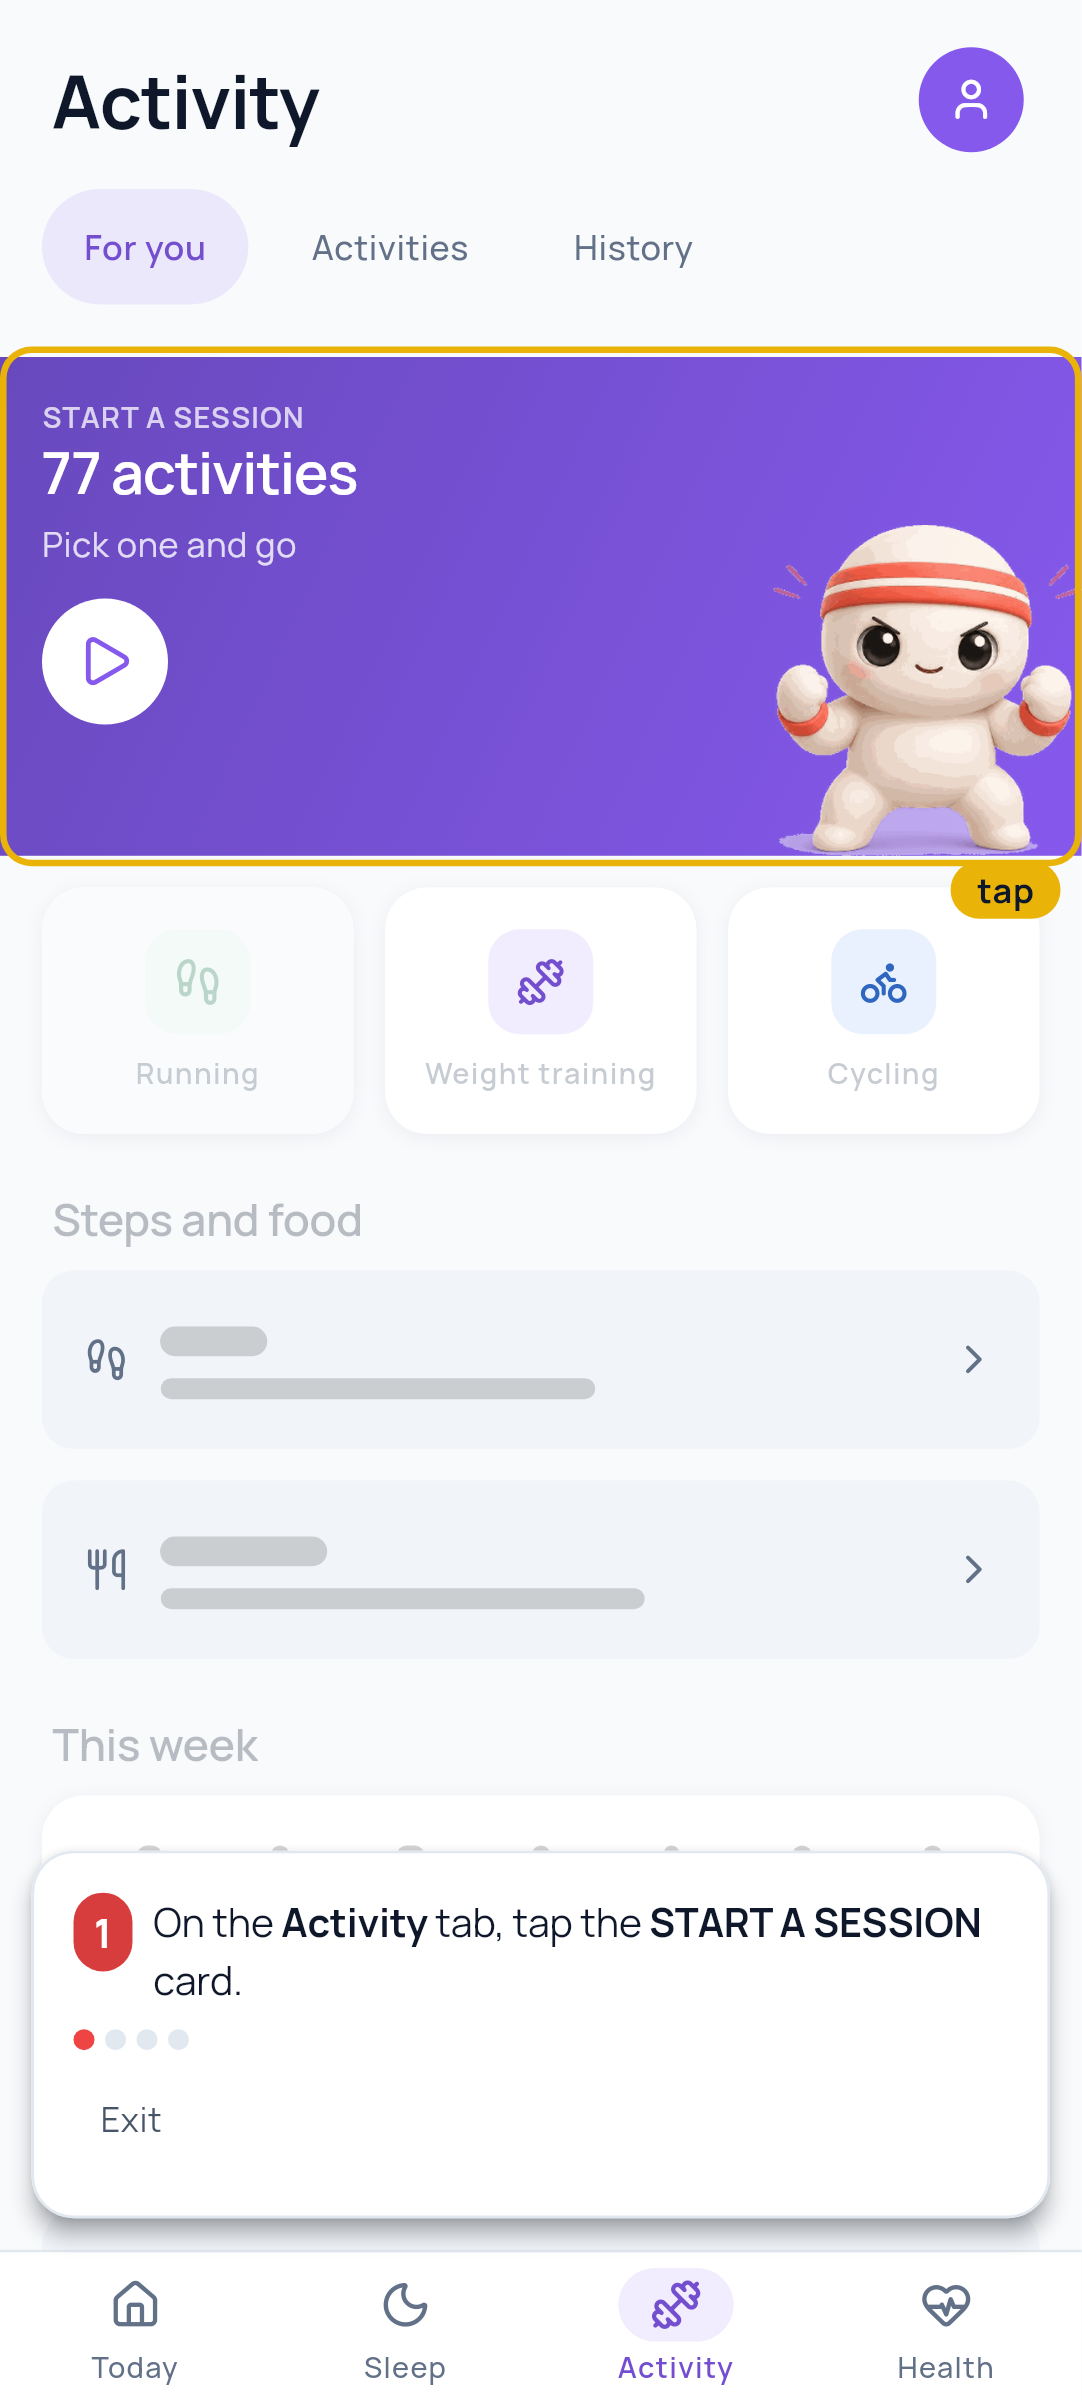 Activity
For you
Activities
History
START A SESSION
77 activities
Pick one and go
tap
Running
Weight training
Cycling
Steps and food
This week
1
On the Activity tab, tap the START A SESSION
card.
Exit
Today
Sleep
Activity
Health